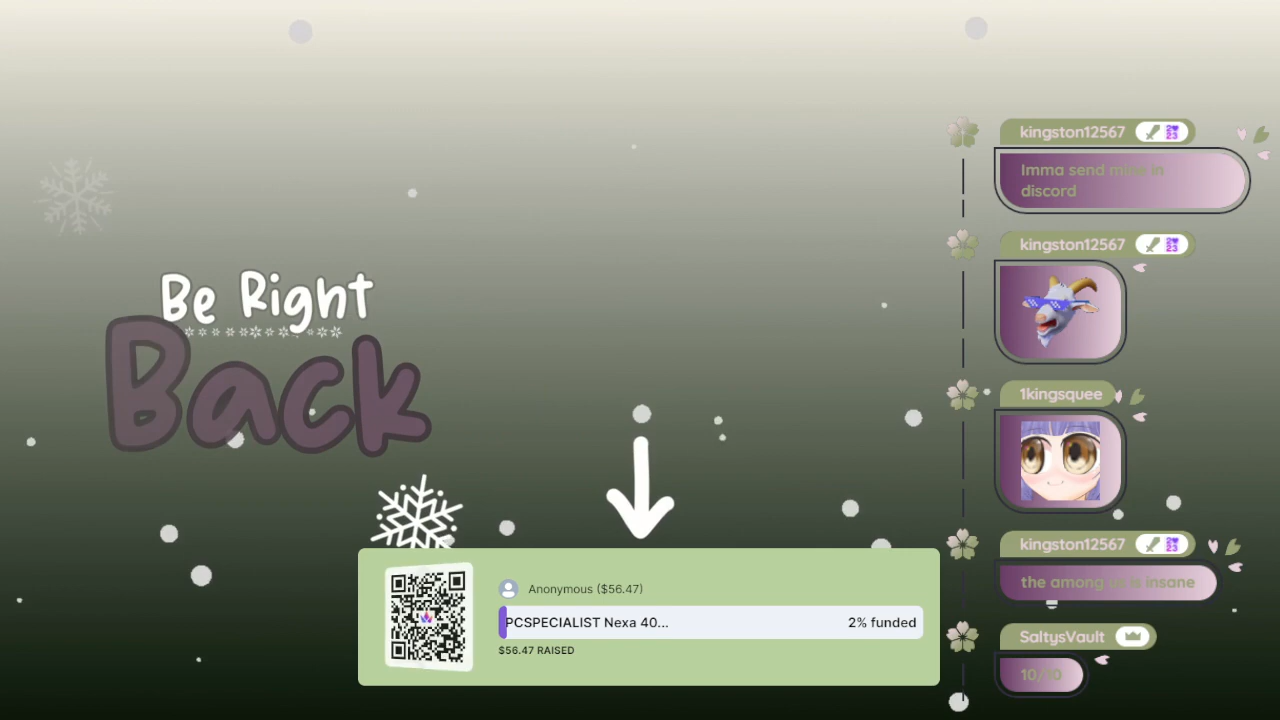 Be Right
Back
Anonymous ($56.47)
PCSPECIALIST Nexa 40...
2% funded
$56.47 RAISED
kingston12567
Imma send mine in
discord
kingston12567
1kingsquee
kingston12567
the among us is insane
SaltysVault
10/10